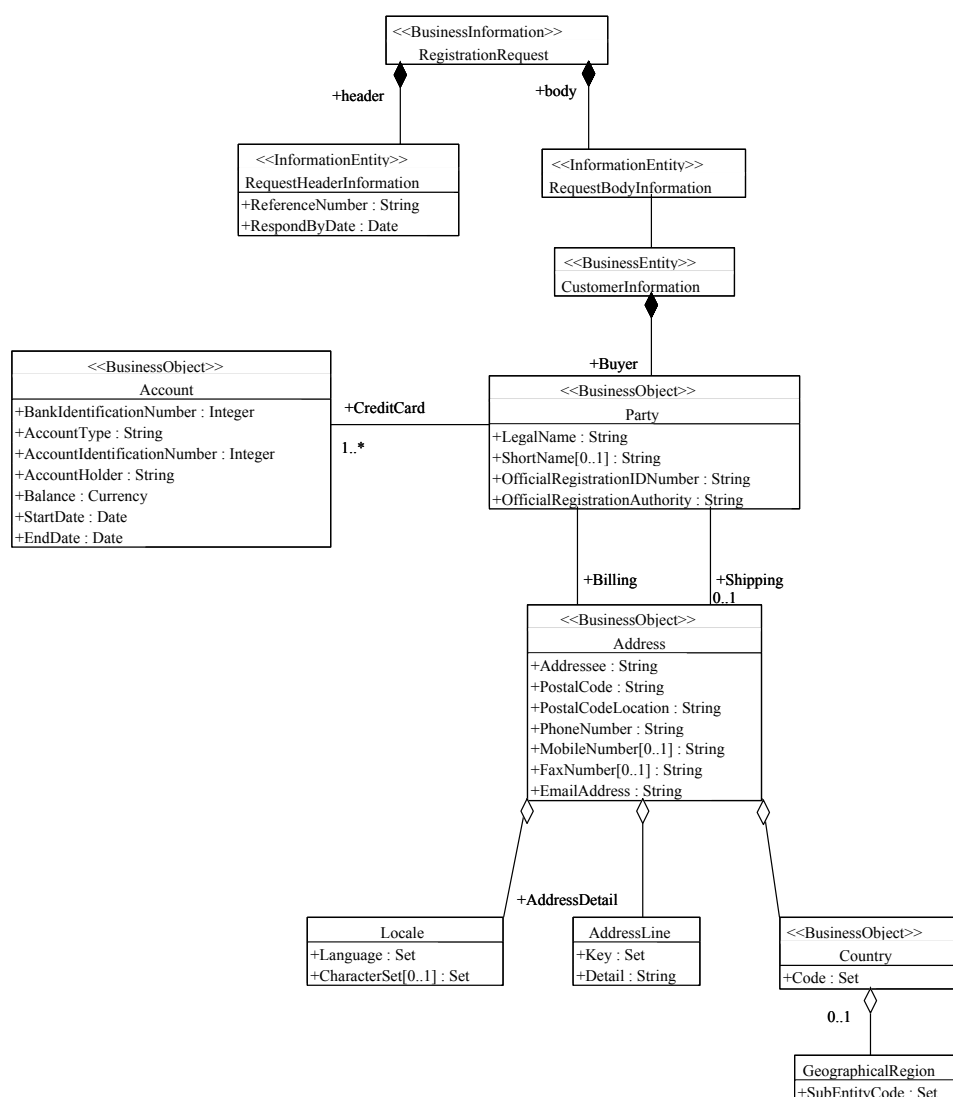 <<BusinessInformation>>
RegistrationRequest
+header
+body
<<InformationEntity>>
RequestHeaderInformation
+ReferenceNumber : String
+RespondByDate : Date
<<InformationEntity>>
RequestBodyInformation
<<BusinessEntity>>
CustomerInformation
+Buyer
<<BusinessObject>>
Account
+BankIdentificationNumber : Integer
+AccountType : String
+AccountIdentificationNumber : Integer
+AccountHolder : String
+Balance : Currency
+StartDate : Date
+EndDate : Date
+CreditCard
1..*
<<BusinessObject>>
Party
+LegalName : String
+ShortName[0..1] : String
+OfficialRegistrationIDNumber : String
+OfficialRegistrationAuthority : String
+Billing
+Shipping
0..1
<<BusinessObject>>
Address
+Addressee : String
+PostalCode : String
+PostalCodeLocation : String
+PhoneNumber : String
+MobileNumber[0..1] : String
+FaxNumber[0..1] : String
+EmailAddress : String
+AddressDetail
Locale
+Language : Set
+CharacterSet[0..1] : Set
AddressLine
+Key : Set
+Detail : String
<<BusinessObject>>
Country
+Code : Set
0..1
GeographicalRegion
+SubEntityCode : Set